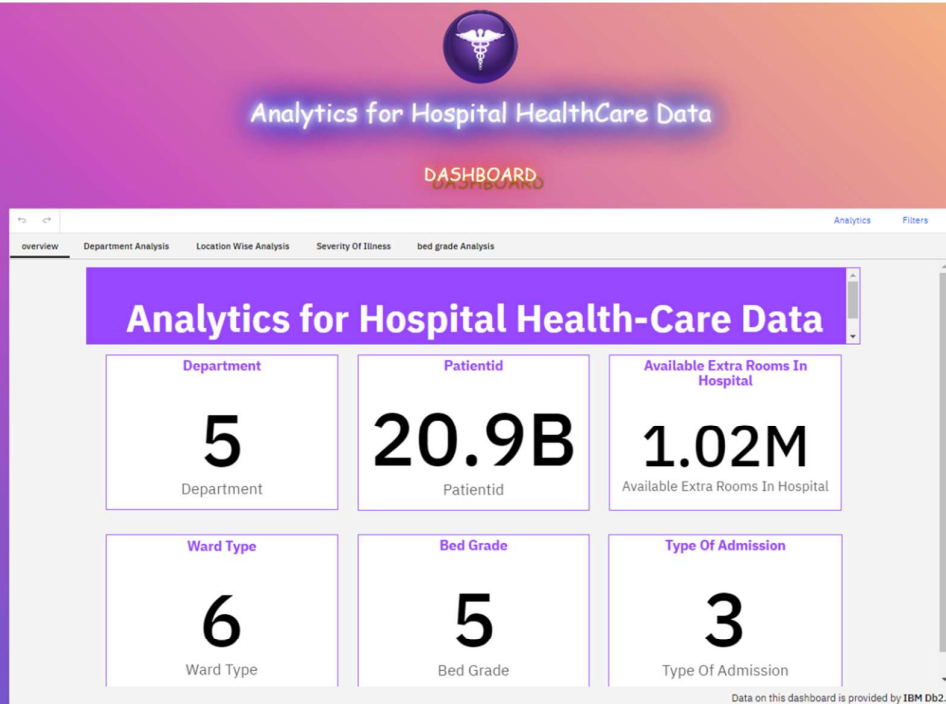 Analytics for Hospital HealthCare Data
DASHBOARD
Analytics Filters
overview Department Analysis Location Wise Analysis Severity Of Illness bed grade Analysis
Analytics for Hospital Health-Care Data
Department
5
Department
Patientid
20.9B
Patientid
Available Extra Rooms In
Hospital
1.02M
Available Extra Rooms In Hospital
Ward Type
6
Ward Type
Bed Grade
5
Bed Grade
Type Of Admission
3
Type Of Admission
Data on this dashboard is provided by IBM Db2.